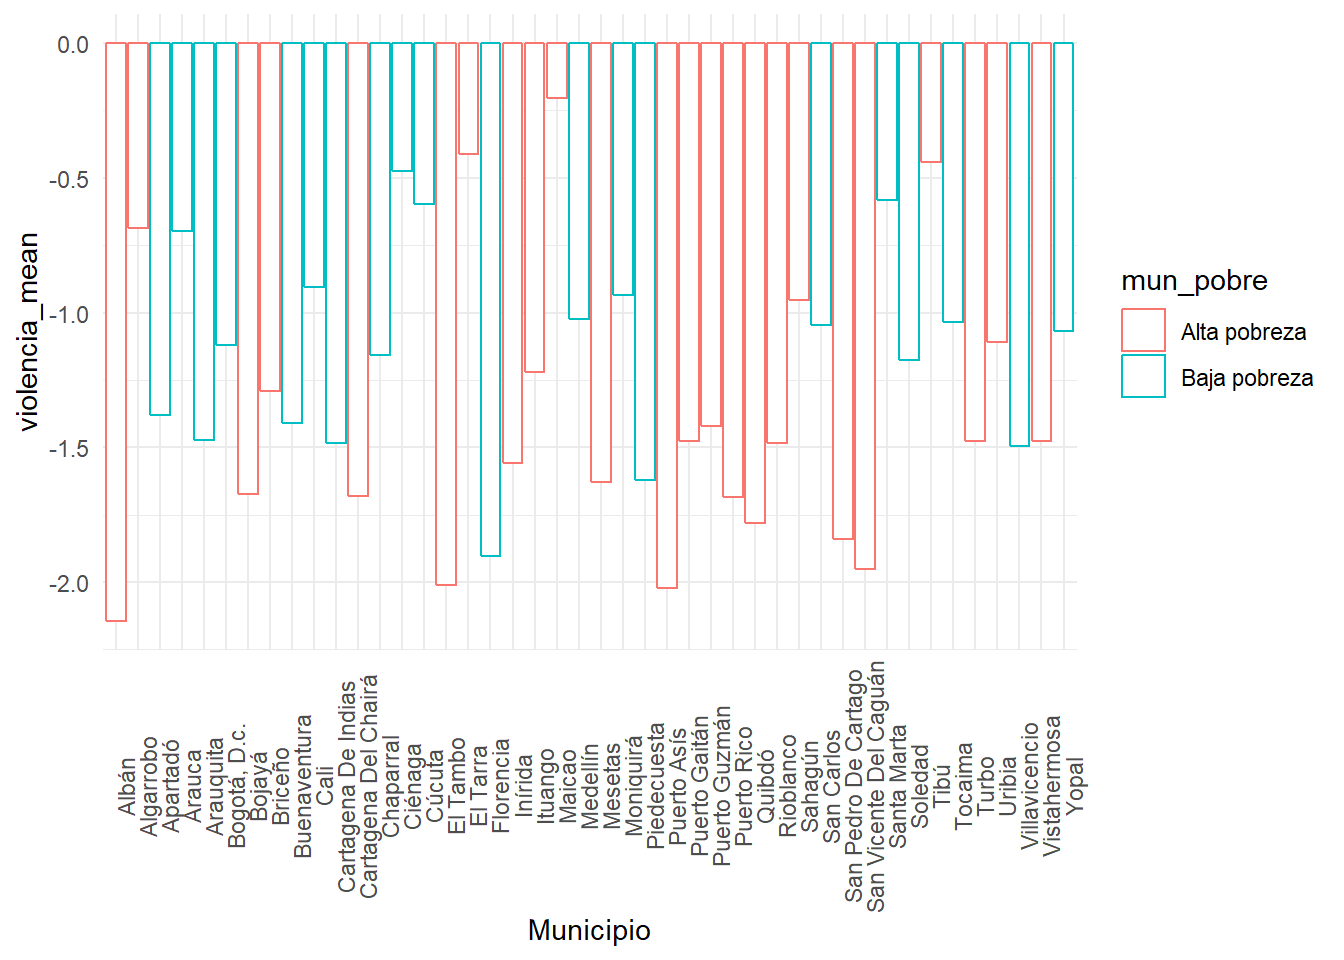 0.0
-0.5
-1.0
-1.5
-2.0
violencia_mean
Albán
Algarrobo
Apartadó
Arauca
Arauquita
Bogotá, D.c.
Bojayá
Briceño
Buenaventura
Cali
Cartagena De Indias
Cartagena Del Chairá
Chaparral
Ciénaga
Cúcuta
El Tambo
El Tarra
Florencia
Inírida
Ituango
Maicao
Medellín
Mesetas
Moniquirá
Piedecuesta
Puerto Asís
Puerto Gaitán
Puerto Guzmán
Puerto Rico
Quibdó
Rioblanco
Sahagún
San Carlos
San Pedro De Cartago
San Vicente Del Caguán
Santa Marta
Soledad
Tibú
Tocaima
Turbo
Uribia
Villavicencio
Vistahermosa
Yopal
Municipio
mun_pobre
Alta pobreza
Baja pobreza